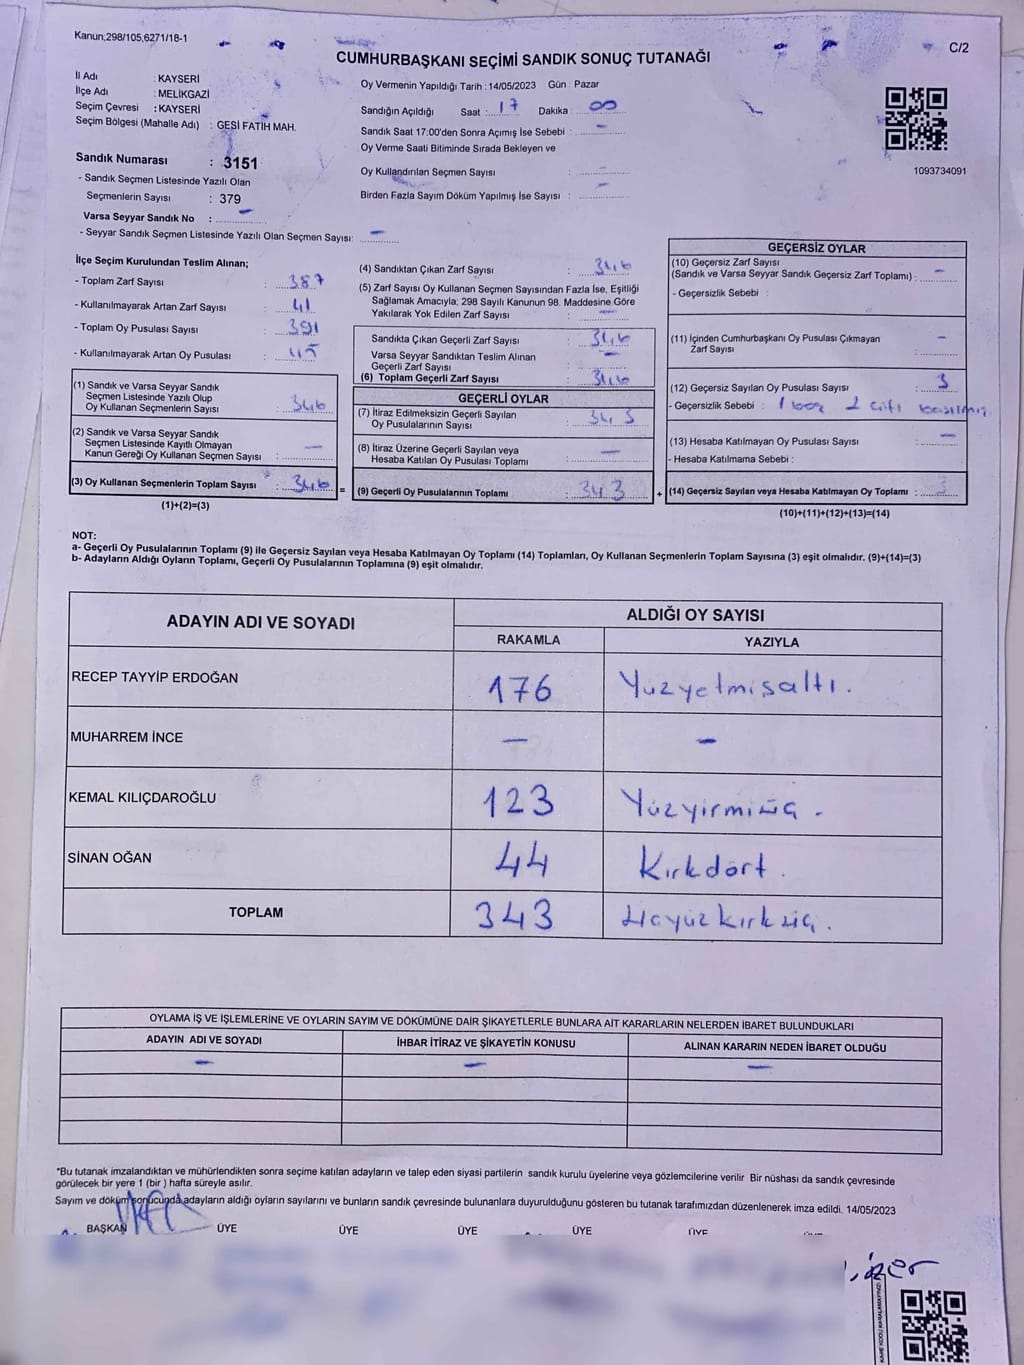 Kanun;298/105,6271/18-1
C/2
CUMHURBAŞKANI SEÇİMİ SANDIK SONUÇ TUTANAĞI
İl Adı : KAYSERİ
İlçe Adı : MELİKGAZİ
Seçim Çevresi : KAYSERİ
Seçim Bölgesi (Mahalle Adı) : GESİ FATİH MAH.
Sandık Numarası : 3151
- Sandık Seçmen Listesinde Yazılı Olan
Seçmenlerin Sayısı : 379
Varsa Seyyar Sandık No : -
- Seyyar Sandık Seçmen Listesinde Yazılı Olan Seçmen Sayısı: -
Oy Vermenin Yapıldığı Tarih : 14/05/2023 Gün : Pazar
Sandığın Açıldığı Saat : 17 Dakika : 00
Sandık Saat 17:00'den Sonra Açımış İse Sebebi : -
Oy Verme Saati Bitiminde Sırada Bekleyen ve
Oy Kullandırılan Seçmen Sayısı : -
Birden Fazla Sayım Döküm Yapılmış İse Sayısı : -
1093734091
İlçe Seçim Kurulundan Teslim Alınan;
- Toplam Zarf Sayısı : 387
- Kullanılmayarak Artan Zarf Sayısı : 41
- Toplam Oy Pusulası Sayısı : 391
- Kullanılmayarak Artan Oy Pusulası : 45
(1) Sandık ve Varsa Seyyar Sandık
Seçmen Listesinde Yazılı Olup
Oy Kullanan Seçmenlerin Sayısı : 346
(2) Sandık ve Varsa Seyyar Sandık
Seçmen Listesinde Kayıtlı Olmayan
Kanun Gereği Oy Kullanan Seçmen Sayısı : -
(3) Oy Kullanan Seçmenlerin Toplam Sayısı : 346
(1)+(2)=(3)
(4) Sandıktan Çıkan Zarf Sayısı : 346
(5) Zarf Sayısı Oy Kullanan Seçmen Sayısından Fazla İse, Eşitliği
Sağlamak Amacıyla; 298 Sayılı Kanunun 98. Maddesine Göre
Yakılarak Yok Edilen Zarf Sayısı : -
Sandıkta Çıkan Geçerli Zarf Sayısı : 346
Varsa Seyyar Sandıktan Teslim Alınan
Geçerli Zarf Sayısı : -
(6) Toplam Geçerli Zarf Sayısı : 346
GEÇERLİ OYLAR
(7) İtiraz Edilmeksizin Geçerli Sayılan
Oy Pusulalarının Sayısı : 343
(8) İtiraz Üzerine Geçerli Sayılan veya
Hesaba Katılan Oy Pusulası Toplamı : -
= (9) Geçerli Oy Pusulalarının Toplamı : 343 +
GEÇERSİZ OYLAR
(10) Geçersiz Zarf Sayısı
(Sandık ve Varsa Seyyar Sandık Geçersiz Zarf Toplamı) : -
- Geçersizlik Sebebi :
(11) İçinden Cumhurbaşkanı Oy Pusulası Çıkmayan
Zarf Sayısı : -
(12) Geçersiz Sayılan Oy Pusulası Sayısı : 3
- Geçersizlik Sebebi : 1 boş 2 çift basılmış
(13) Hesaba Katılmayan Oy Pusulası Sayısı : -
- Hesaba Katılmama Sebebi :
(14) Geçersiz Sayılan veya Hesaba Katılmayan Oy Toplamı : 3
(10)+(11)+(12)+(13)=(14)
NOT:
a- Geçerli Oy Pusulalarının Toplamı (9) ile Geçersiz Sayılan veya Hesaba Katılmayan Oy Toplamı (14) Toplamları, Oy Kullanan Seçmenlerin Toplam Sayısına (3) eşit olmalıdır. (9)+(14)=(3)
b- Adayların Aldığı Oyların Toplamı, Geçerli Oy Pusulalarının Toplamına (9) eşit olmalıdır.
ADAYIN ADI VE SOYADI
ALDIĞI OY SAYISI
RAKAMLA YAZIYLA
RECEP TAYYİP ERDOĞAN 176 Yüzyetmişaltı.
MUHARREM İNCE - -
KEMAL KILIÇDAROĞLU 123 Yüzyirmiüç.
SİNAN OĞAN 44 Kırkdört.
TOPLAM 343 Üçyüzkırküç.
OYLAMA İŞ VE İŞLEMLERİNE VE OYLARIN SAYIM VE DÖKÜMÜNE DAİR ŞİKAYETLERLE BUNLARA AİT KARARLARIN NELERDEN İBARET BULUNDUKLARI
ADAYIN ADI VE SOYADI İHBAR İTİRAZ VE ŞİKAYETİN KONUSU ALINAN KARARIN NEDEN İBARET OLDUĞU
- - -
*Bu tutanak imzalandıktan ve mühürlendikten sonra seçime katılan adayların ve talep eden siyasi partilerin sandık kurulu üyelerine veya gözlemcilerine verilir Bir nüshası da sandık çevresinde
görülecek bir yere 1 (bir ) hafta süreyle asılır.
Sayım ve döküm sonucunda adayların aldığı oyların sayılarını ve bunların sandık çevresinde bulunanlara duyurulduğunu gösteren bu tutanak tarafımızdan düzenlenerek imza edildi. 14/05/2023
BAŞKAN ÜYE ÜYE ÜYE ÜYE ÜYE